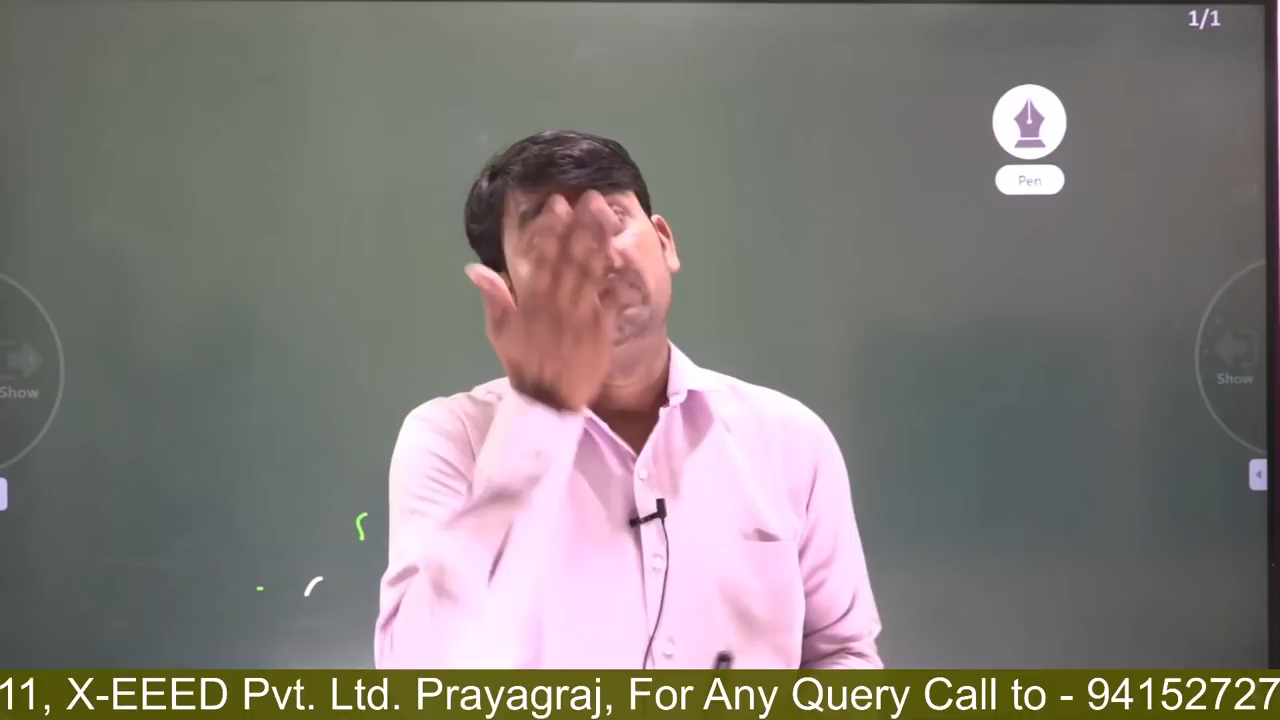 1/1
Pen
Show
Show
11, X-EEED Pvt. Ltd. Prayagraj, For Any Query Call to - 94152727